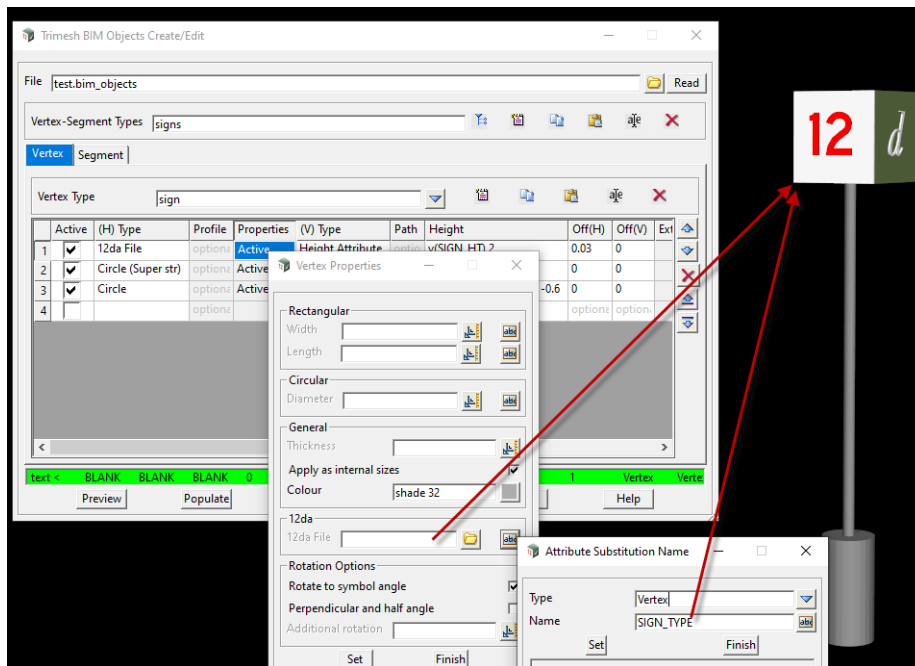 Trimesh BIM Objects Create/Edit
File test.bim_objects Read
Vertex-Segment Types signs
Vertex Segment
Vertex Type sign
Active (H) Type Profile Properties (V) Type Path Height Off(H) Off(V) Ext
1 12da File optiona Active Height Attribute optio v(SIGN_HT) 2 0.03 0
2 Circle (Super str) optiona Active 0 0
3 Circle optiona Active -0.6 0 0
4 optiona optiona option
text < BLANK BLANK BLANK 0 1 Vertex Verte
Preview Populate Help
Vertex Properties
Rectangular
Width
Length
Circular
Diameter
General
Thickness
Apply as internal sizes
Colour shade 32
12da
12da File
Rotation Options
Rotate to symbol angle
Perpendicular and half angle
Additional rotation
Set Finish
Attribute Substitution Name
Type Vertex
Name SIGN_TYPE
Set Finish
12 d